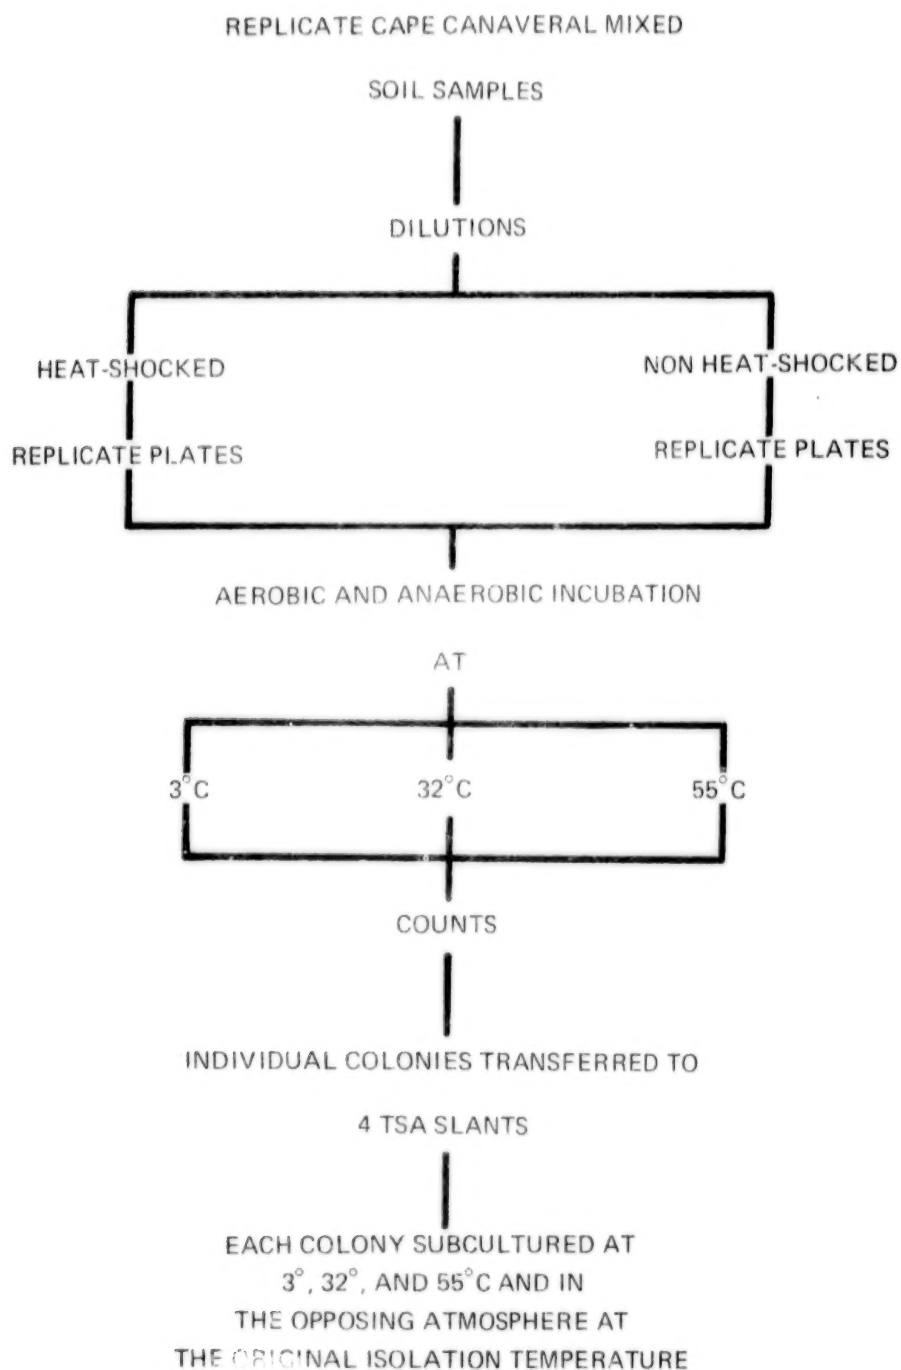 REPLICATE CAPE CANAVERAL MIXED
SOIL SAMPLES
DILUTIONS
HEAT-SHOCKED
NON HEAT-SHOCKED
REPLICATE PLATES
REPLICATE PLATES
AEROBIC AND ANAEROBIC INCUBATION
AT
3°C
32°C
55°C
COUNTS
INDIVIDUAL COLONIES TRANSFERRED TO
4 TSA SLANTS
EACH COLONY SUBCULTURED AT
3°, 32°, AND 55°C AND IN
THE OPPOSING ATMOSPHERE AT
THE ORIGINAL ISOLATION TEMPERATURE